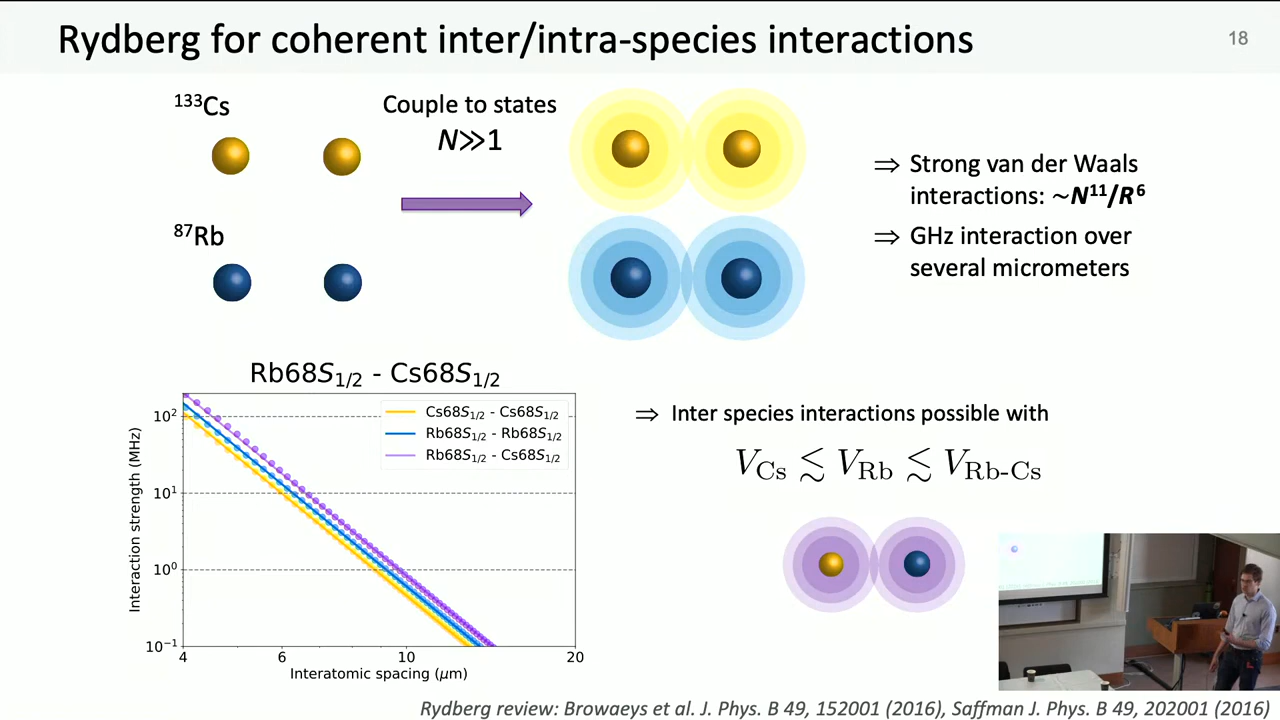 Rydberg for coherent inter/intra-species interactions
18
¹³³Cs
Couple to states
N≫1
⁸⁷Rb
⇒ Strong van der Waals
interactions: ~N¹¹/R⁶
⇒ GHz interaction over
several micrometers
Rb68S₁/₂ - Cs68S₁/₂
Cs68S₁/₂ - Cs68S₁/₂
Rb68S₁/₂ - Rb68S₁/₂
Rb68S₁/₂ - Cs68S₁/₂
Interaction strength (MHz)
10²
10¹
10⁰
10⁻¹
4 6 10 20
Interatomic spacing (μm)
⇒ Inter species interactions possible with
V_Cs ≲ V_Rb ≲ V_Rb-Cs
Rydberg review: Browaeys et al. J. Phys. B 49, 152001 (2016), Saffman J. Phys. B 49, 202001 (2016)